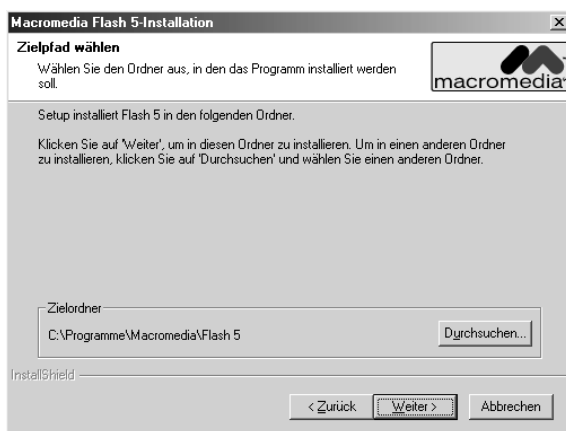 Macromedia Flash 5-Installation
Zielpfad wählen
Wählen Sie den Ordner aus, in den das Programm installiert werden
soll.
macromedia
Setup installiert Flash 5 in den folgenden Ordner.
Klicken Sie auf 'Weiter', um in diesen Ordner zu installieren. Um in einen anderen Ordner
zu installieren, klicken Sie auf 'Durchsuchen' und wählen Sie einen anderen Ordner.
Zielordner
C:\Programme\Macromedia\Flash 5
Durchsuchen...
InstallShield
< Zurück Weiter > Abbrechen